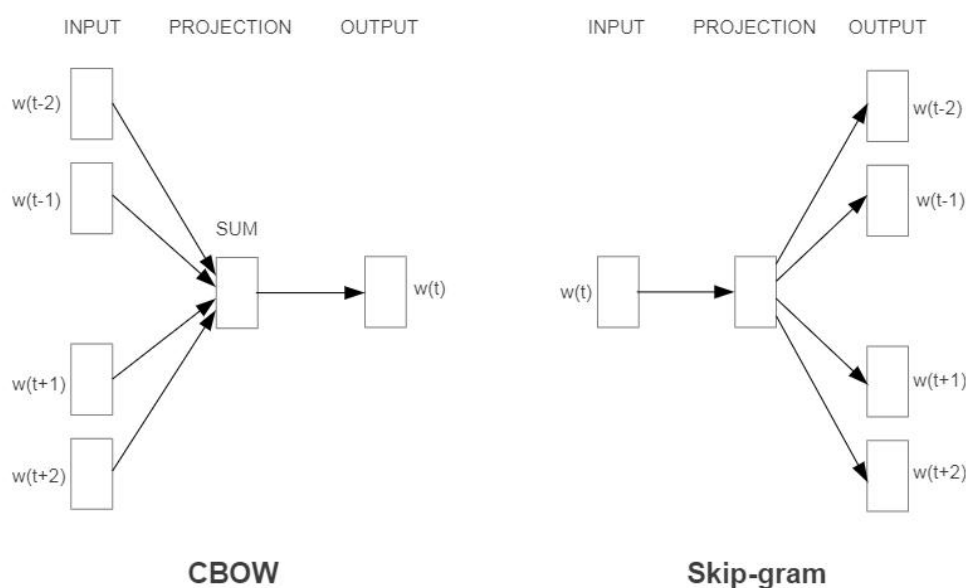 INPUT PROJECTION OUTPUT
w(t-2)
w(t-1)
SUM
w(t)
w(t+1)
w(t+2)
CBOW
INPUT PROJECTION OUTPUT
w(t-2)
w(t-1)
w(t)
w(t+1)
w(t+2)
Skip-gram